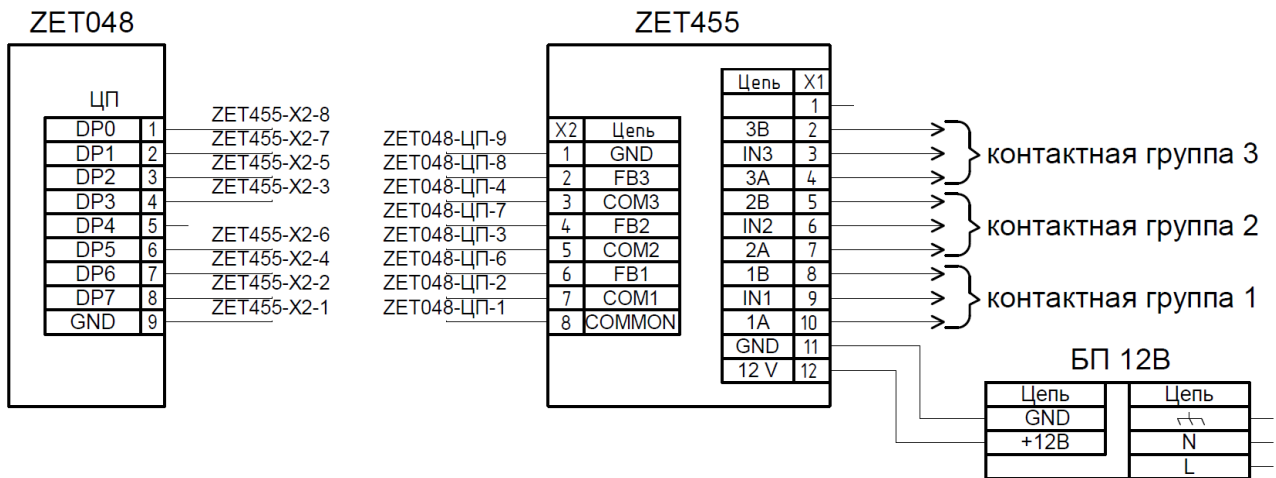 ZET048
ЦП
DP0 1 ZET455-X2-8
DP1 2 ZET455-X2-7
DP2 3 ZET455-X2-5
DP3 4 ZET455-X2-3
DP4 5
DP5 6 ZET455-X2-6
DP6 7 ZET455-X2-4
DP7 8 ZET455-X2-2
GND 9 ZET455-X2-1
ZET455
X2 Цепь
ZET048-ЦП-9 1 GND
ZET048-ЦП-8 2 FB3
ZET048-ЦП-4 3 COM3
ZET048-ЦП-7 4 FB2
ZET048-ЦП-3 5 COM2
ZET048-ЦП-6 6 FB1
ZET048-ЦП-2 7 COM1
ZET048-ЦП-1 8 COMMON
Цепь X1
1
3B 2
IN3 3
3A 4
2B 5
IN2 6
2A 7
1B 8
IN1 9
1A 10
GND 11
12 V 12
контактная группа 3
контактная группа 2
контактная группа 1
БП 12В
Цепь
GND
+12В
Цепь
N
L